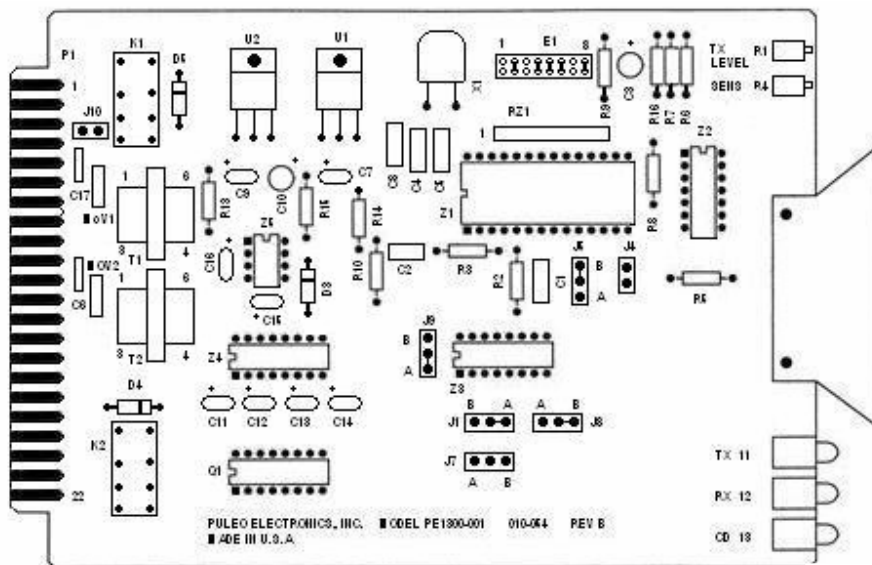 P1
K1
D5
U2
U1
1 E1 8
X1
R9
C3
R16
R7
R6
TX LEVEL
R1
SENS
R4
1
J10
RZ1
1
Z2
C17
1 6
R13
C9
C10
R15
C7
C8
C4
C5
R14
Z1
R8
OV1
3 T1 4
Z5
C16
R10
C2
R3
R2
C1
J5
B
A
J4
R5
OV2
C6
1 6
D3
C15
3 T2 4
Z4
J9
B
A
Z3
D4
C11
C12
C13
C14
B A
J1
A B
J8
K2
Q1
J7
A B
TX 11
RX 12
CD 13
22
PULEO ELECTRONICS, INC. MODEL PE1300-001 010-054 REV B
MADE IN U.S.A